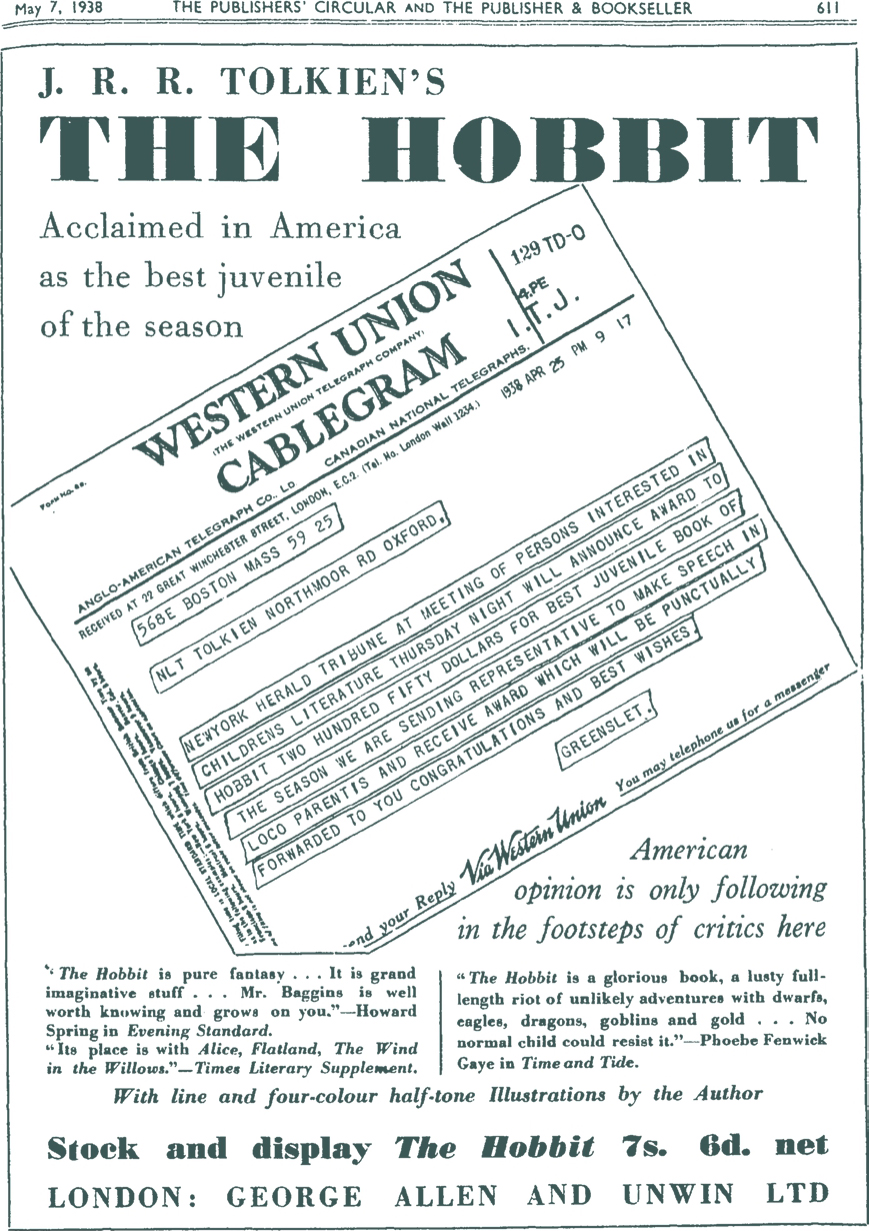 May 7, 1938 THE PUBLISHERS' CIRCULAR AND THE PUBLISHER & BOOKSELLER 611
J. R. R. TOLKIEN'S
THE HOBBIT
Acclaimed in America
as the best juvenile
of the season
WESTERN UNION
(THE WESTERN UNION TELEGRAPH COMPANY)
CABLEGRAM
129 TD-O
4.PE
I.T.J.
ANGLO-AMERICAN TELEGRAPH CO., LD CANADIAN NATIONAL TELEGRAPHS.
RECEIVED AT 22 GREAT WINCHESTER STREET, LONDON, E.C.2. (Tel. No. London Wall 1234.)
1938 APR 25 PM 9 17
568E BOSTON MASS 59 25
NLT TOLKIEN NORTHMOOR RD OXFORD.
NEWYORK HERALD TRIBUNE AT MEETING OF PERSONS INTERESTED IN
CHILDRENS LITERATURE THURSDAY NIGHT WILL ANNOUNCE AWARD TO
HOBBIT TWO HUNDRED FIFTY DOLLARS FOR BEST JUVENILE BOOK OF
THE SEASON WE ARE SENDING REPRESENTATIVE TO MAKE SPEECH IN
LOCO PARENTIS AND RECEIVE AWARD WHICH WILL BE PUNCTUALLY
FORWARDED TO YOU CONGRATULATIONS AND BEST WISHES.
GREENSLET.
end your Reply Via Western Union You may telephone us for a messenger
American
opinion is only following
in the footsteps of critics here
"The Hobbit is pure fantasy . . . It is grand
imaginative stuff . . . Mr. Baggins is well
worth knowing and grows on you."—Howard
Spring in Evening Standard.
"Its place is with Alice, Flatland, The Wind
in the Willows."—Times Literary Supplement.
"The Hobbit is a glorious book, a lusty full-
length riot of unlikely adventures with dwarfs,
eagles, dragons, goblins and gold . . . No
normal child could resist it."—Phoebe Fenwick
Gaye in Time and Tide.
With line and four-colour half-tone Illustrations by the Author
Stock and display The Hobbit 7s. 6d. net
LONDON: GEORGE ALLEN AND UNWIN LTD